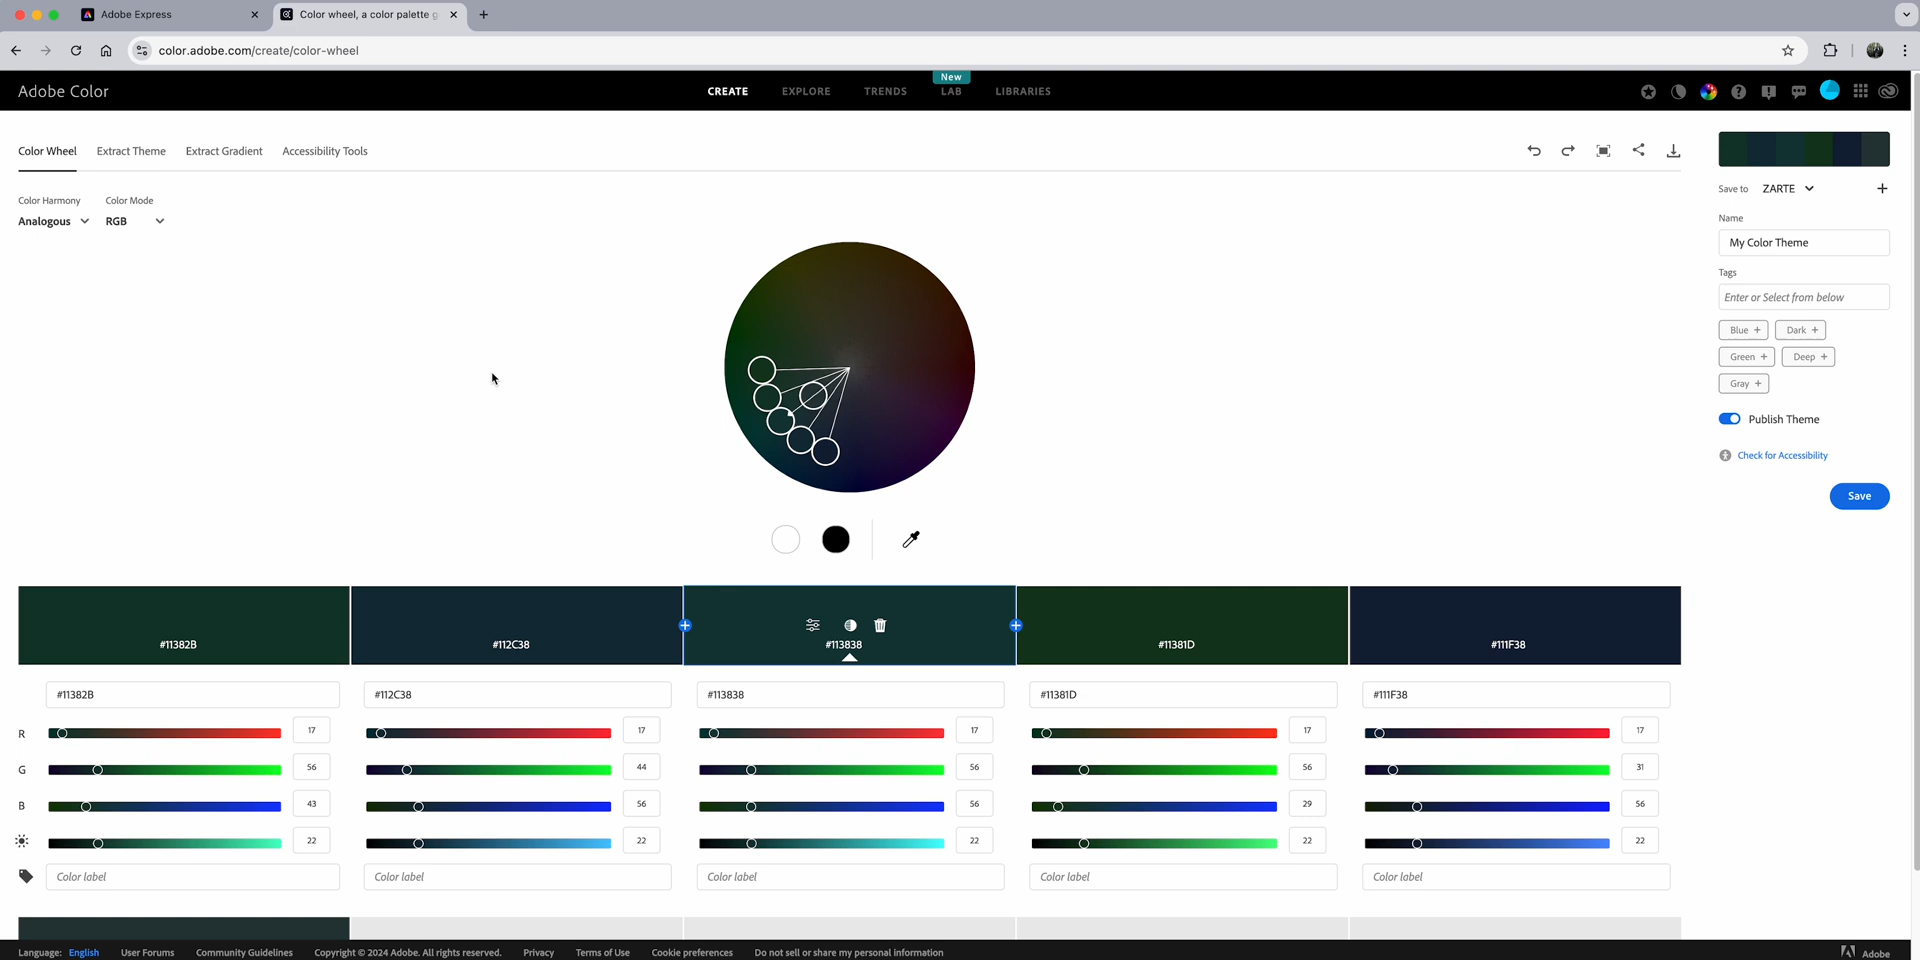 Adobe Express
Color wheel, a color palette g
color.adobe.com/create/color-wheel
New
Adobe Color
CREATE
EXPLORE
TRENDS
LAB
LIBRARIES
Color Wheel
Extract Theme
Extract Gradient
Accessibility Tools
Color Harmony
Color Mode
Analogous
RGB
Save to
ZARTE
Name
My Color Theme
Tags
Enter or Select from below
Blue +
Dark +
Green +
Deep +
Gray +
Publish Theme
Check for Accessibility
Save
#11382B
#112C38
#113838
#11381D
#111F38
#11382B
#112C38
#113838
#11381D
#111F38
R
17
17
17
17
17
G
56
44
56
56
31
B
43
56
56
29
56
22
22
22
22
22
Color label
Color label
Color label
Color label
Color label
Language:
English
User Forums
Community Guidelines
Copyright © 2024 Adobe. All rights reserved.
Privacy
Terms of Use
Cookie preferences
Do not sell or share my personal information
Adobe